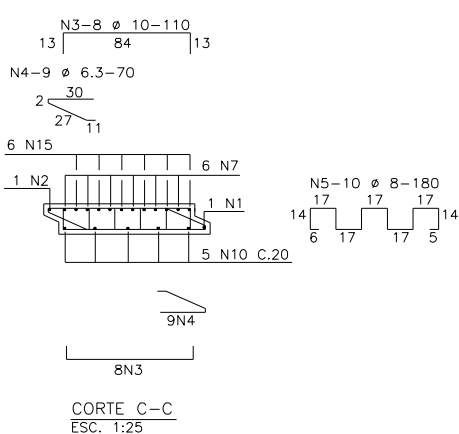 N3-8 ø 10-110
13 84 13
N4-9 ø 6.3-70
30
2
27 11
6 N15
6 N7
1 N2
N5-10 ø 8-180
17 17 17
1 N1
14 14
6 17 17 5
5 N10 C.20
9N4
8N3
CORTE C-C
ESC. 1:25